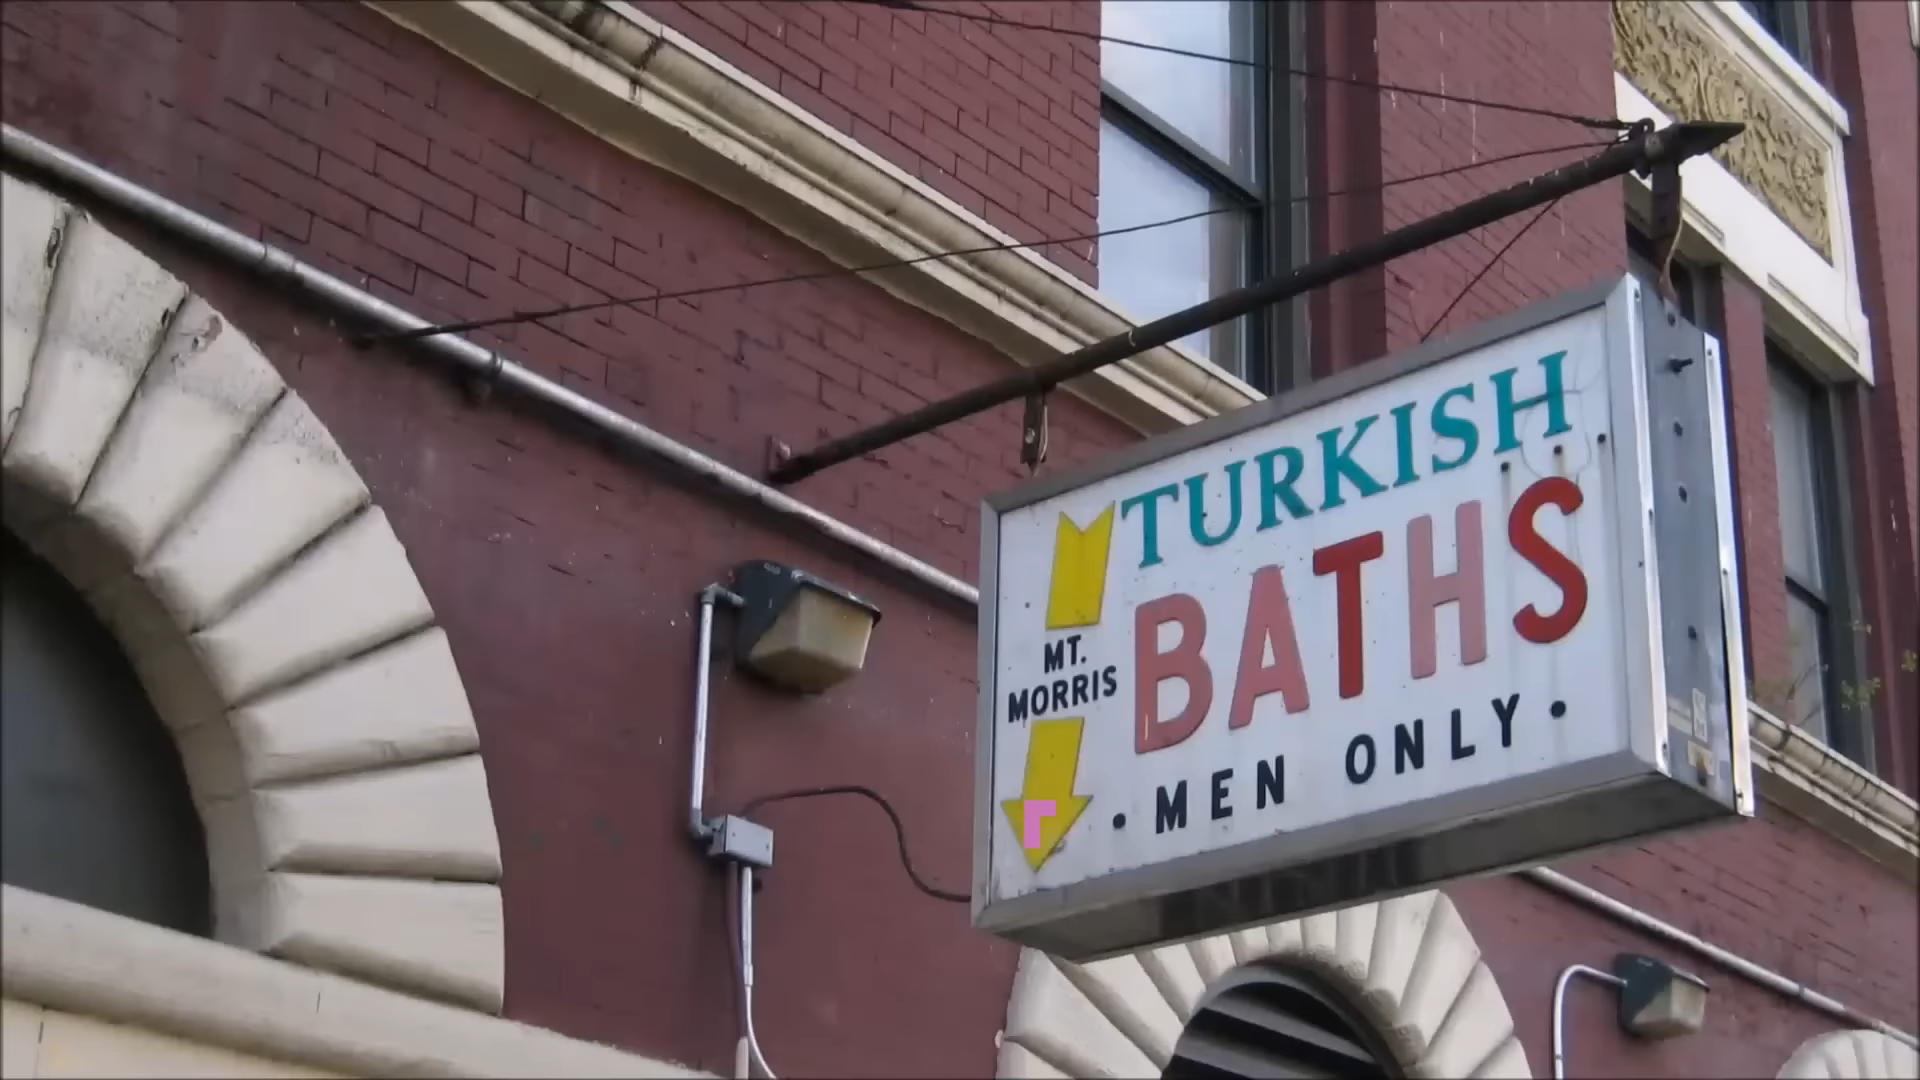 TURKISH
BATHS
MT.
MORRIS
• MEN ONLY •